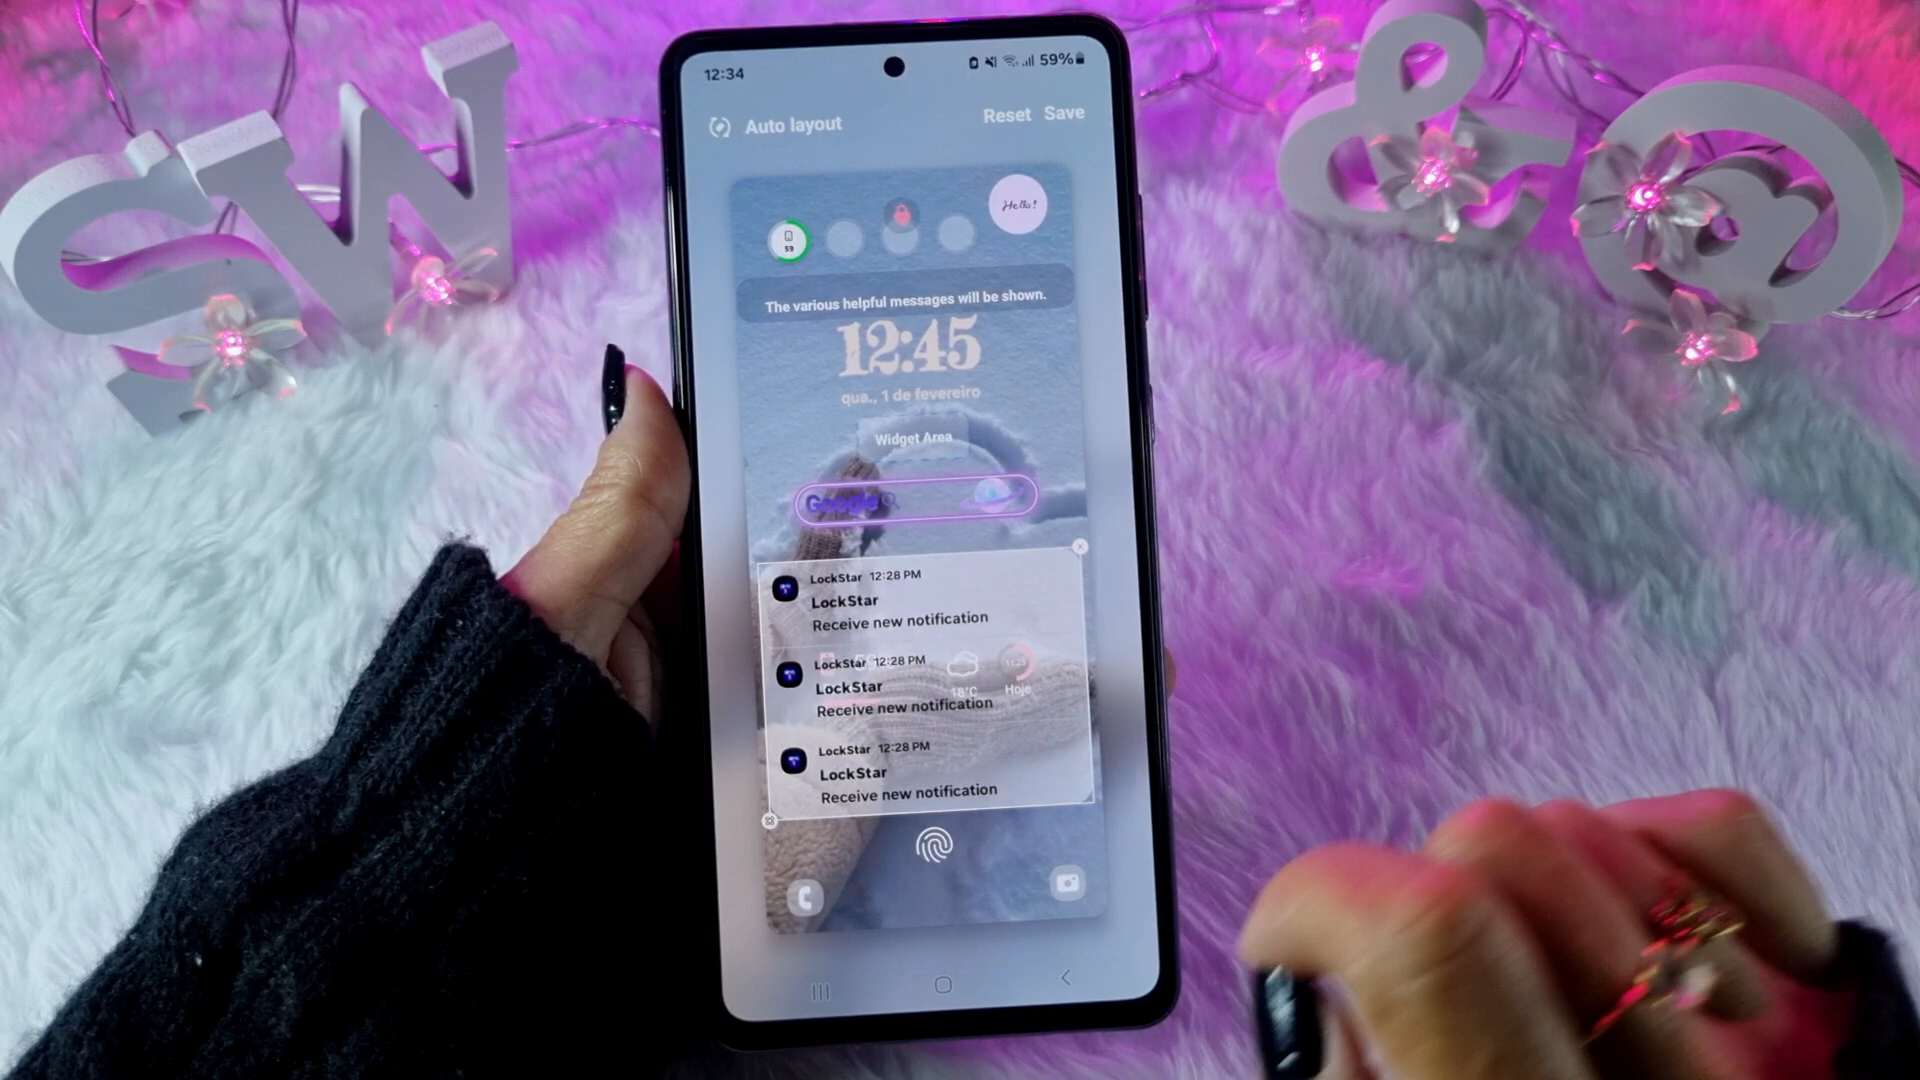 W
&
12:34
59%
Auto layout
Reset Save
59
Hello!
The various helpful messages will be shown.
12:45
qua., 1 de fevereiro
Widget Area
Google
LockStar 12:28 PM
LockStar
Receive new notification
LockStar 12:28 PM
LockStar
18°C
Hoje
Receive new notification
LockStar 12:28 PM
LockStar
Receive new notification